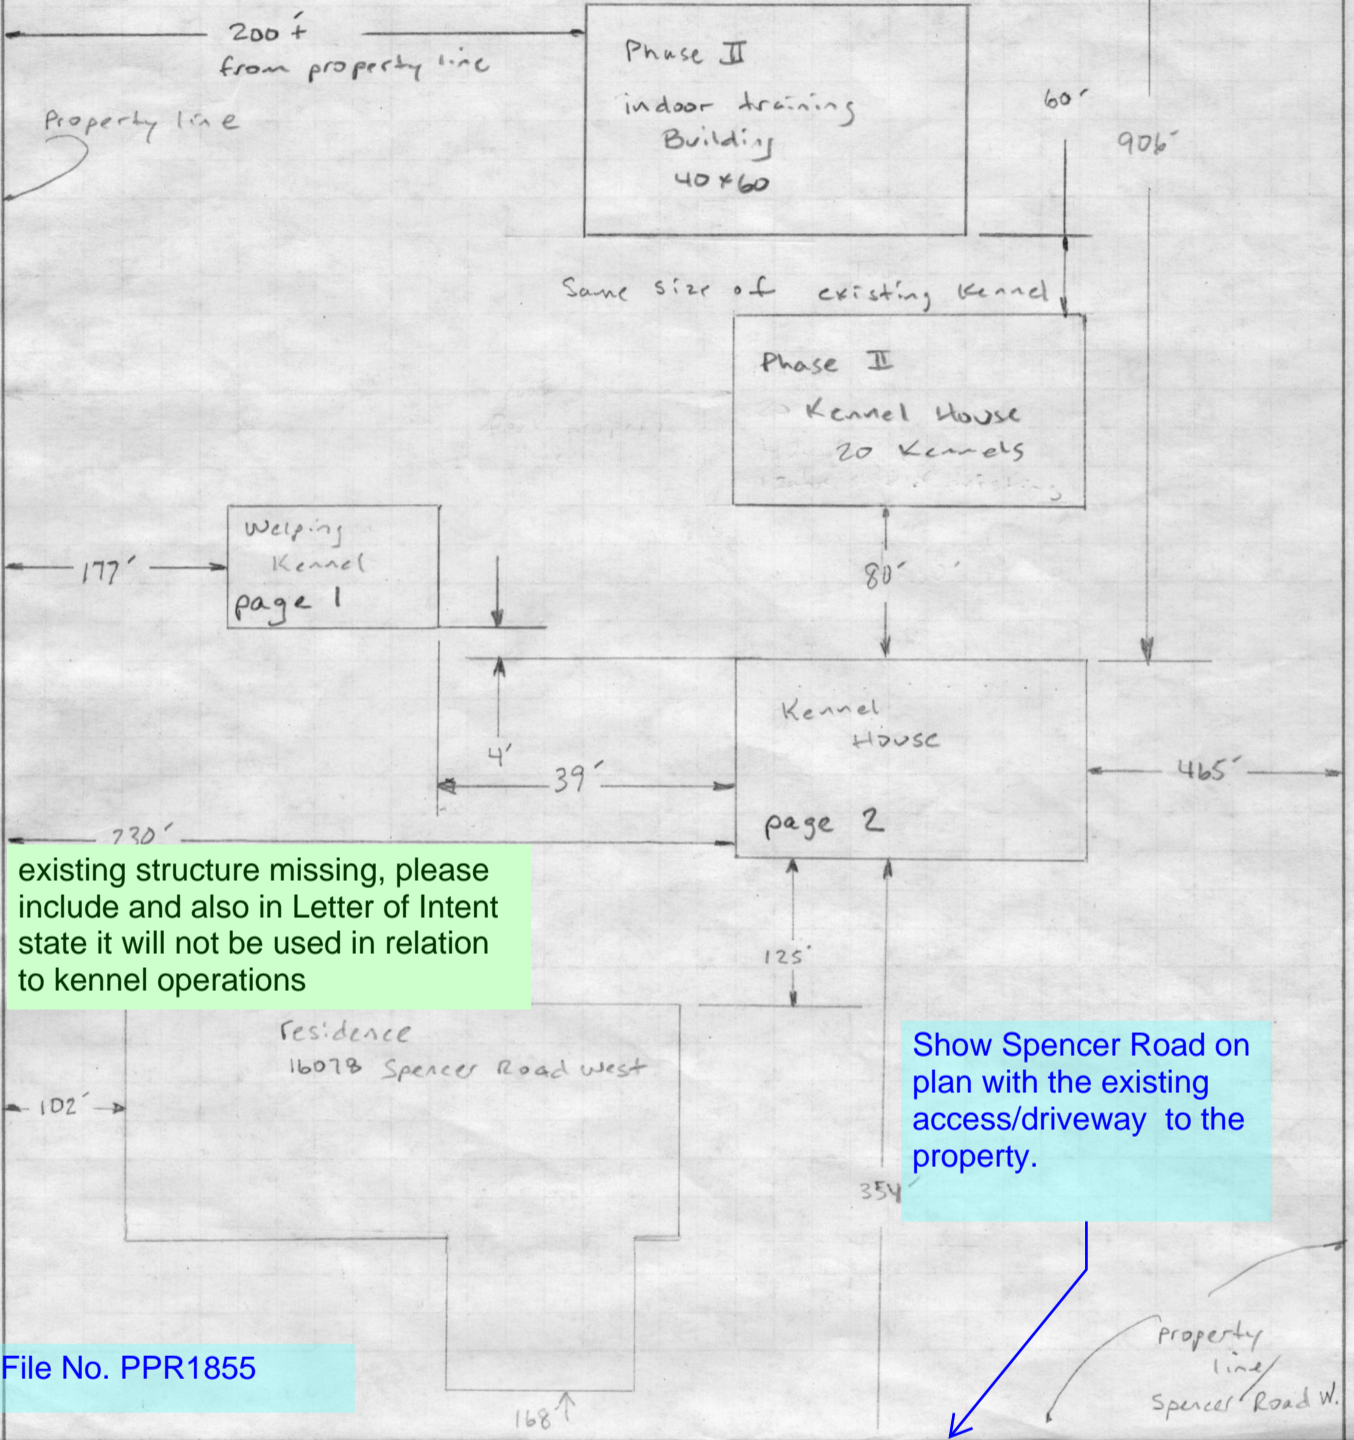 200'+
from property line
Property line
Phase II
indoor training
Building
40x60
60'
906'
Same size of existing Kennel
Phase II
Kennel House
20 Kennels
Welping
Kennel
page 1
177'
80'
4'
39'
Kennel
House
page 2
465'
230'
existing structure missing, please
include and also in Letter of Intent
state it will not be used in relation
to kennel operations
125'
residence
16078 Spencer Road West
102'
Show Spencer Road on
plan with the existing
access/driveway to the
property.
354'
File No. PPR1855
168'
property
line/
Spencer Road W.